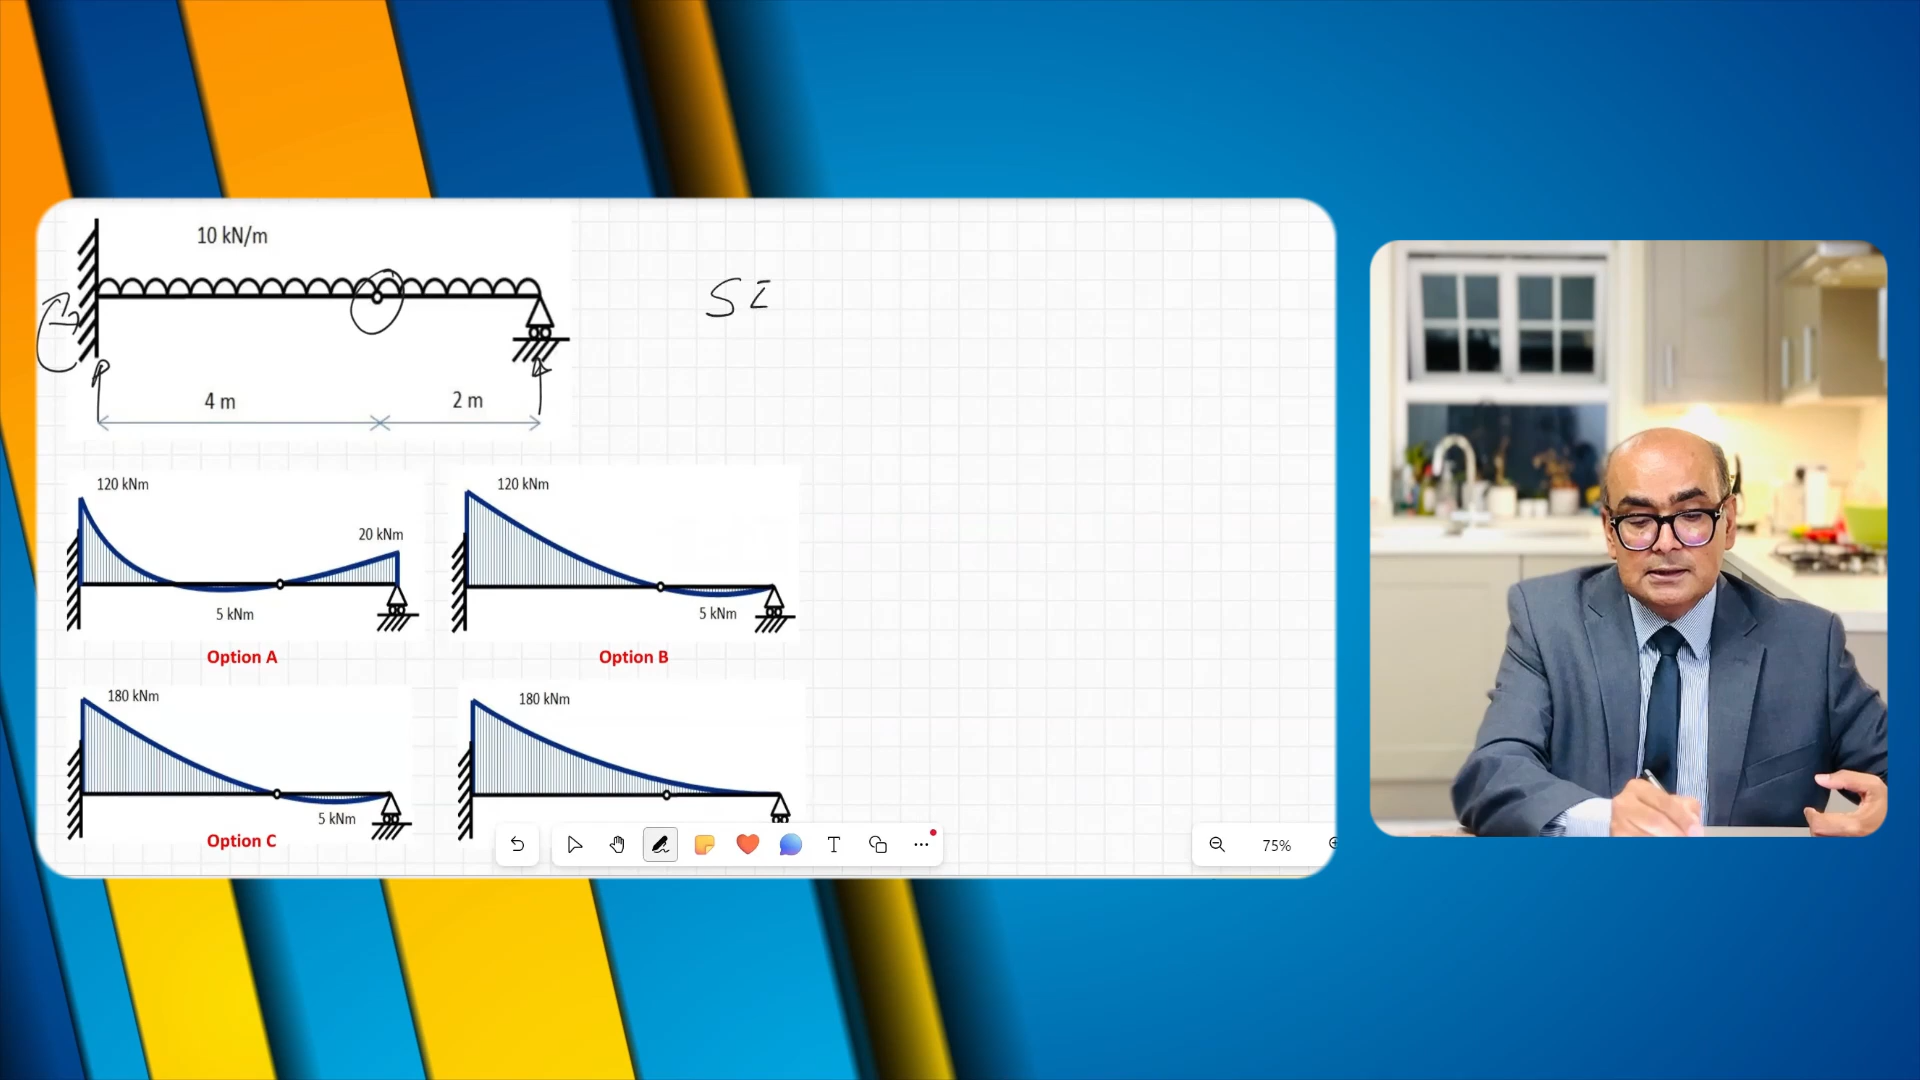 10 kN/m
SI
4 m
2 m
120 kNm
20 kNm
5 kNm
Option A
120 kNm
5 kNm
Option B
180 kNm
5 kNm
Option C
180 kNm
T
75%